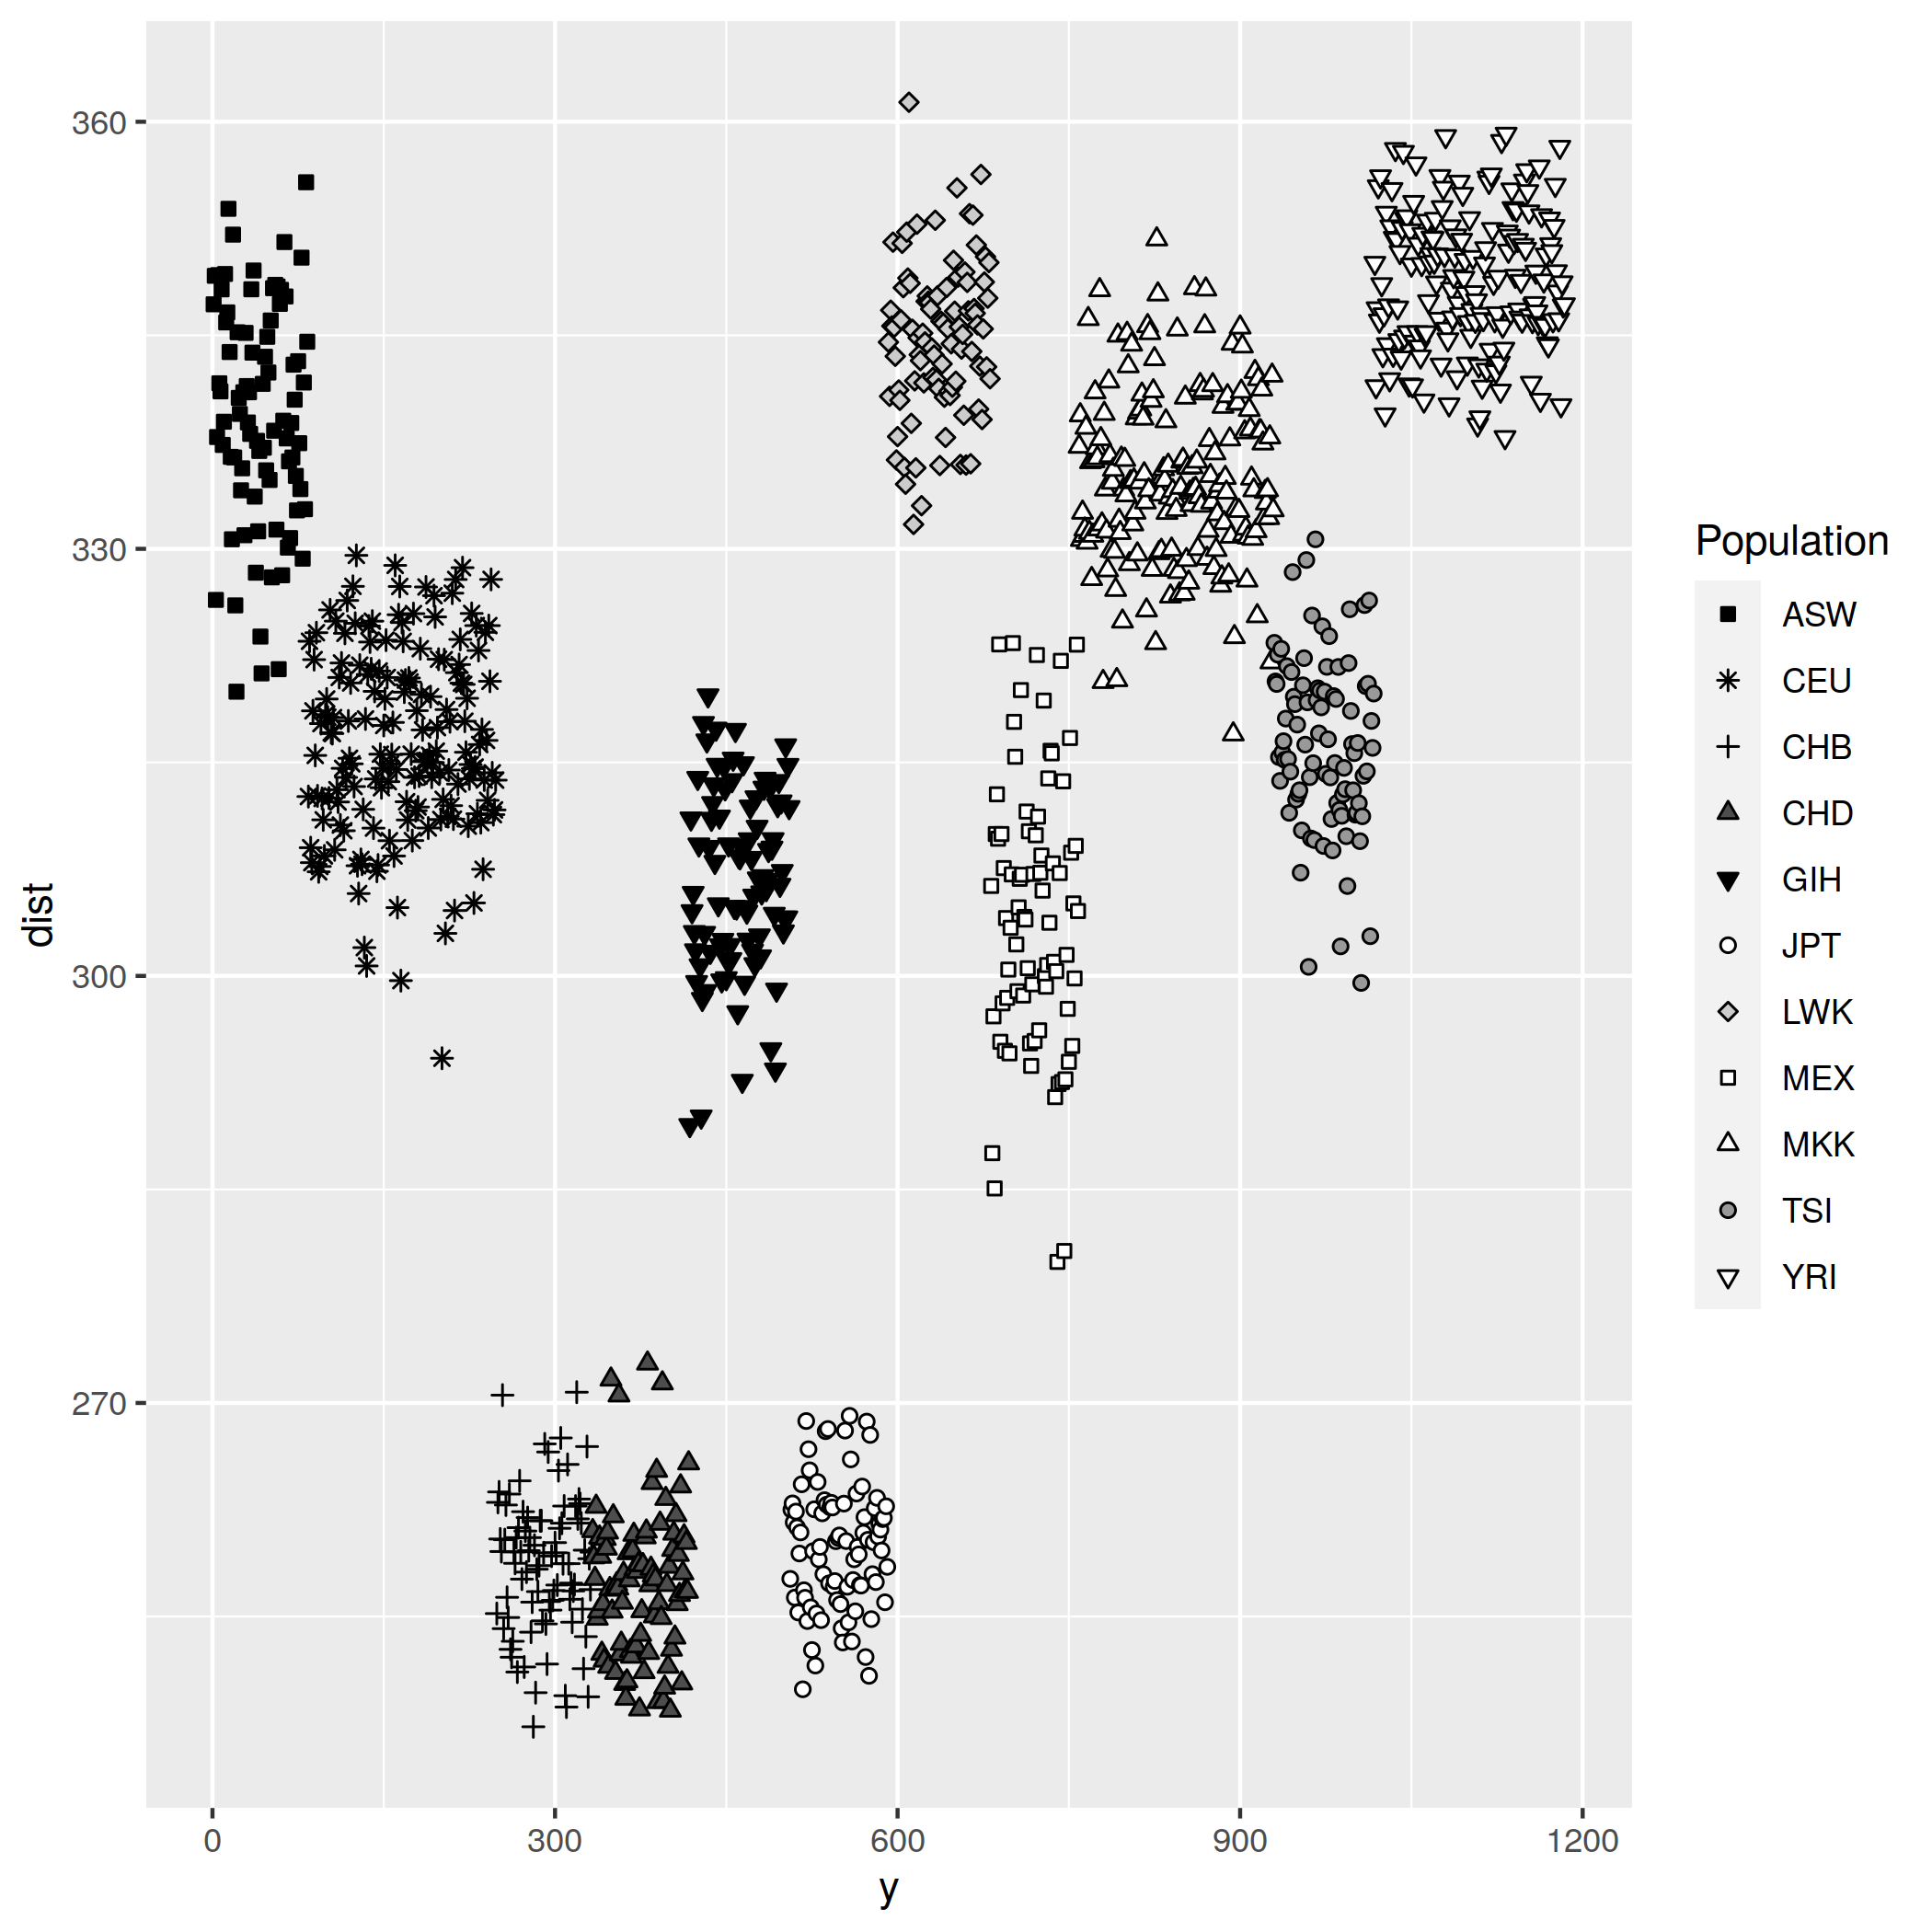 360
330
300
270
0
300
600
900
1200
y
dist
Population
ASW
CEU
CHB
CHD
GIH
JPT
LWK
MEX
MKK
TSI
YRI